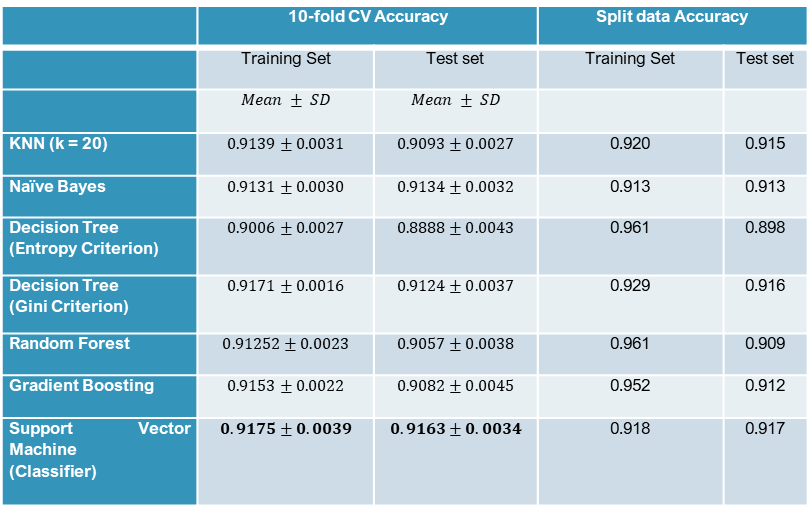 10-fold CV Accuracy Split data Accuracy
Training Set Test set Training Set Test set
Mean ± SD Mean ± SD
KNN (k = 20) 0.9139 ± 0.0031 0.9093 ± 0.0027 0.920 0.915
Naïve Bayes 0.9131 ± 0.0030 0.9134 ± 0.0032 0.913 0.913
Decision Tree 0.9006 ± 0.0027 0.8888 ± 0.0043 0.961 0.898
(Entropy Criterion)
Decision Tree 0.9171 ± 0.0016 0.9124 ± 0.0037 0.929 0.916
(Gini Criterion)
Random Forest 0.91252 ± 0.0023 0.9057 ± 0.0038 0.961 0.909
Gradient Boosting 0.9153 ± 0.0022 0.9082 ± 0.0045 0.952 0.912
Support Vector 0.9175 ± 0.0039 0.9163 ± 0.0034 0.918 0.917
Machine
(Classifier)